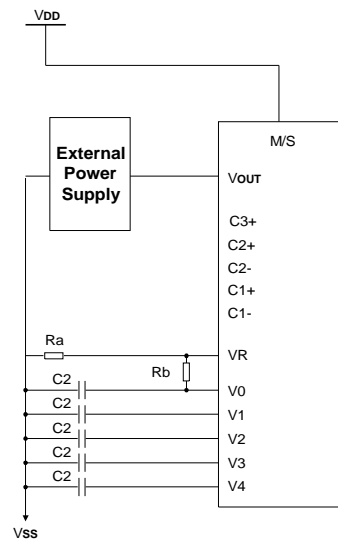 VDD
M/S
External
Power
Supply
VOUT
C3+
C2+
C2-
C1+
C1-
Ra
VR
Rb
C2
V0
C2
V1
C2
V2
C2
V3
C2
V4
VSS